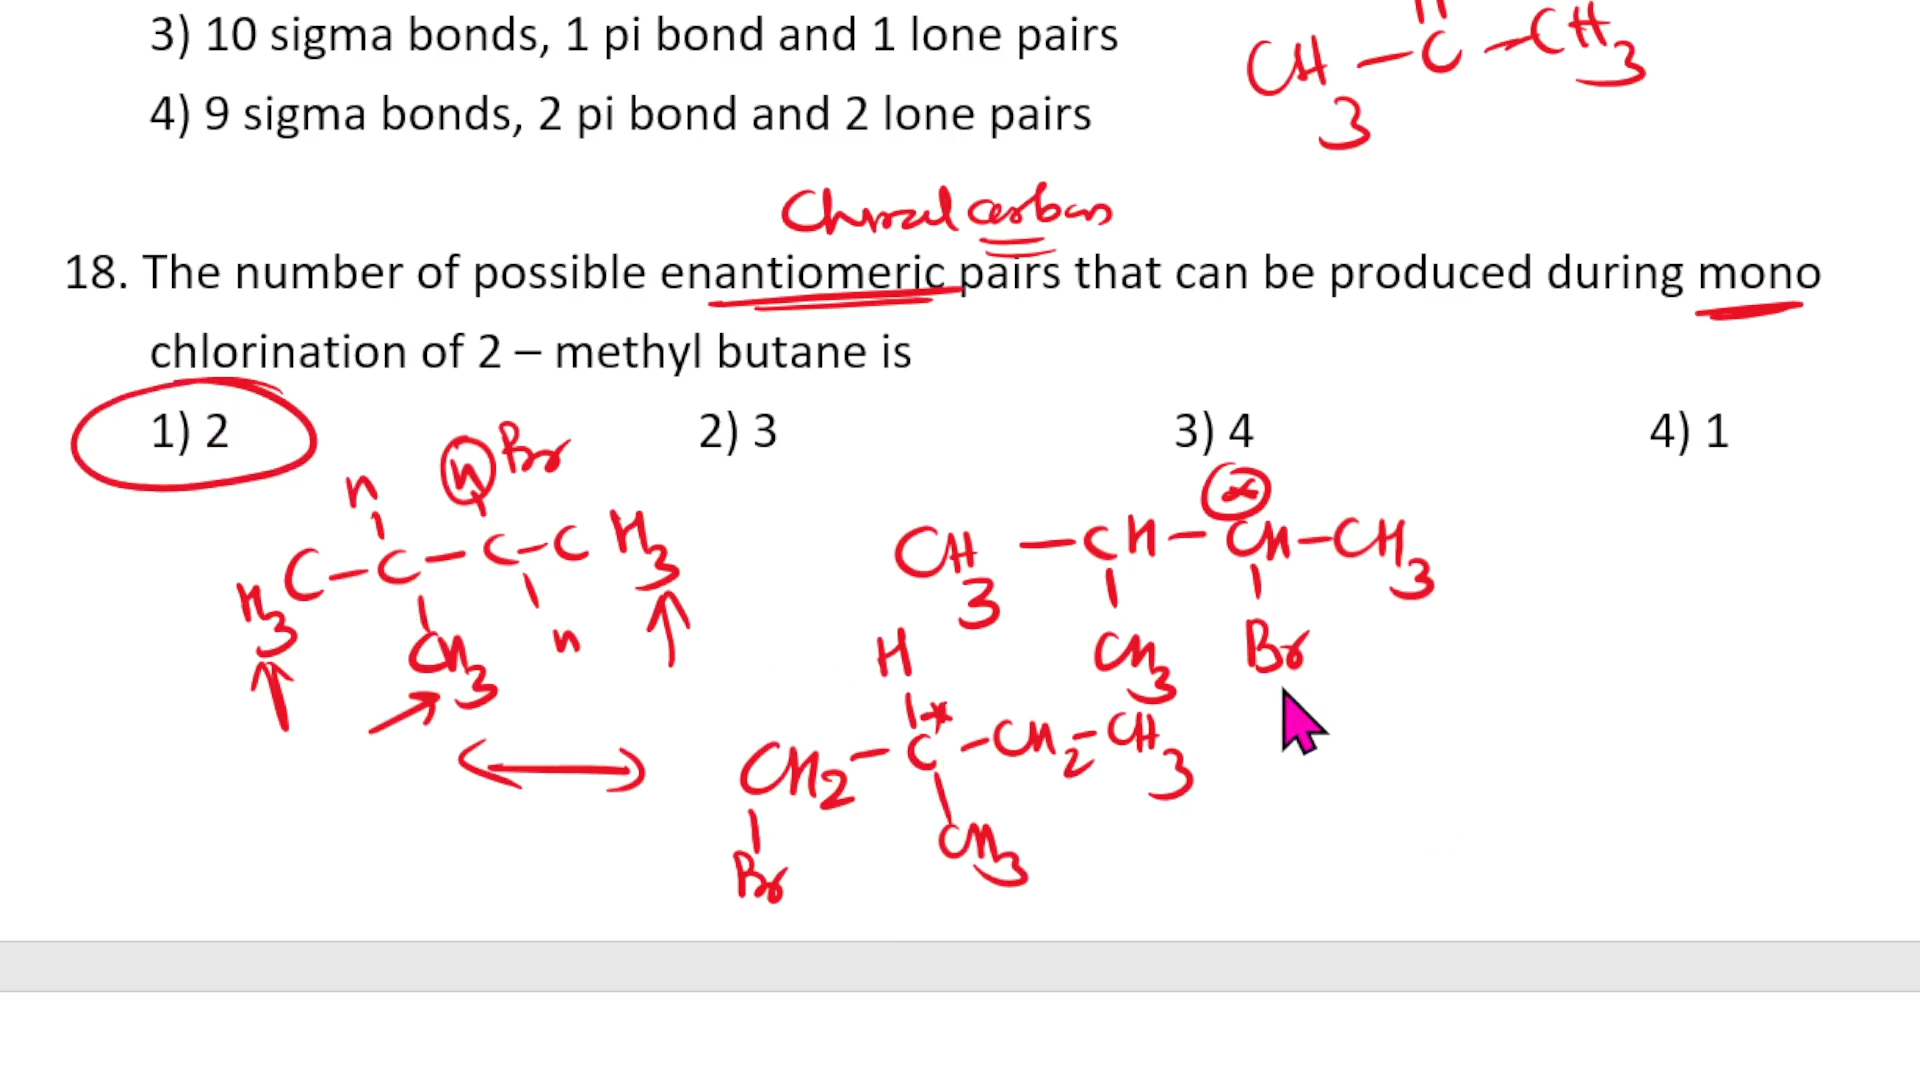 3) 10 sigma bonds, 1 pi bond and 1 lone pairs
CH3 – C – CH3
4) 9 sigma bonds, 2 pi bond and 2 lone pairs
Chiral carbon
18. The number of possible enantiomeric pairs that can be produced during mono
chlorination of 2 – methyl butane is
1) 2 2) 3 3) 4 4) 1
H H Br
H3C – C – C – CH3
CH3 H
CH3 – CH – CH – CH3
CH3 Br
H
CH2 – C* – CH2 – CH3
Br CH3